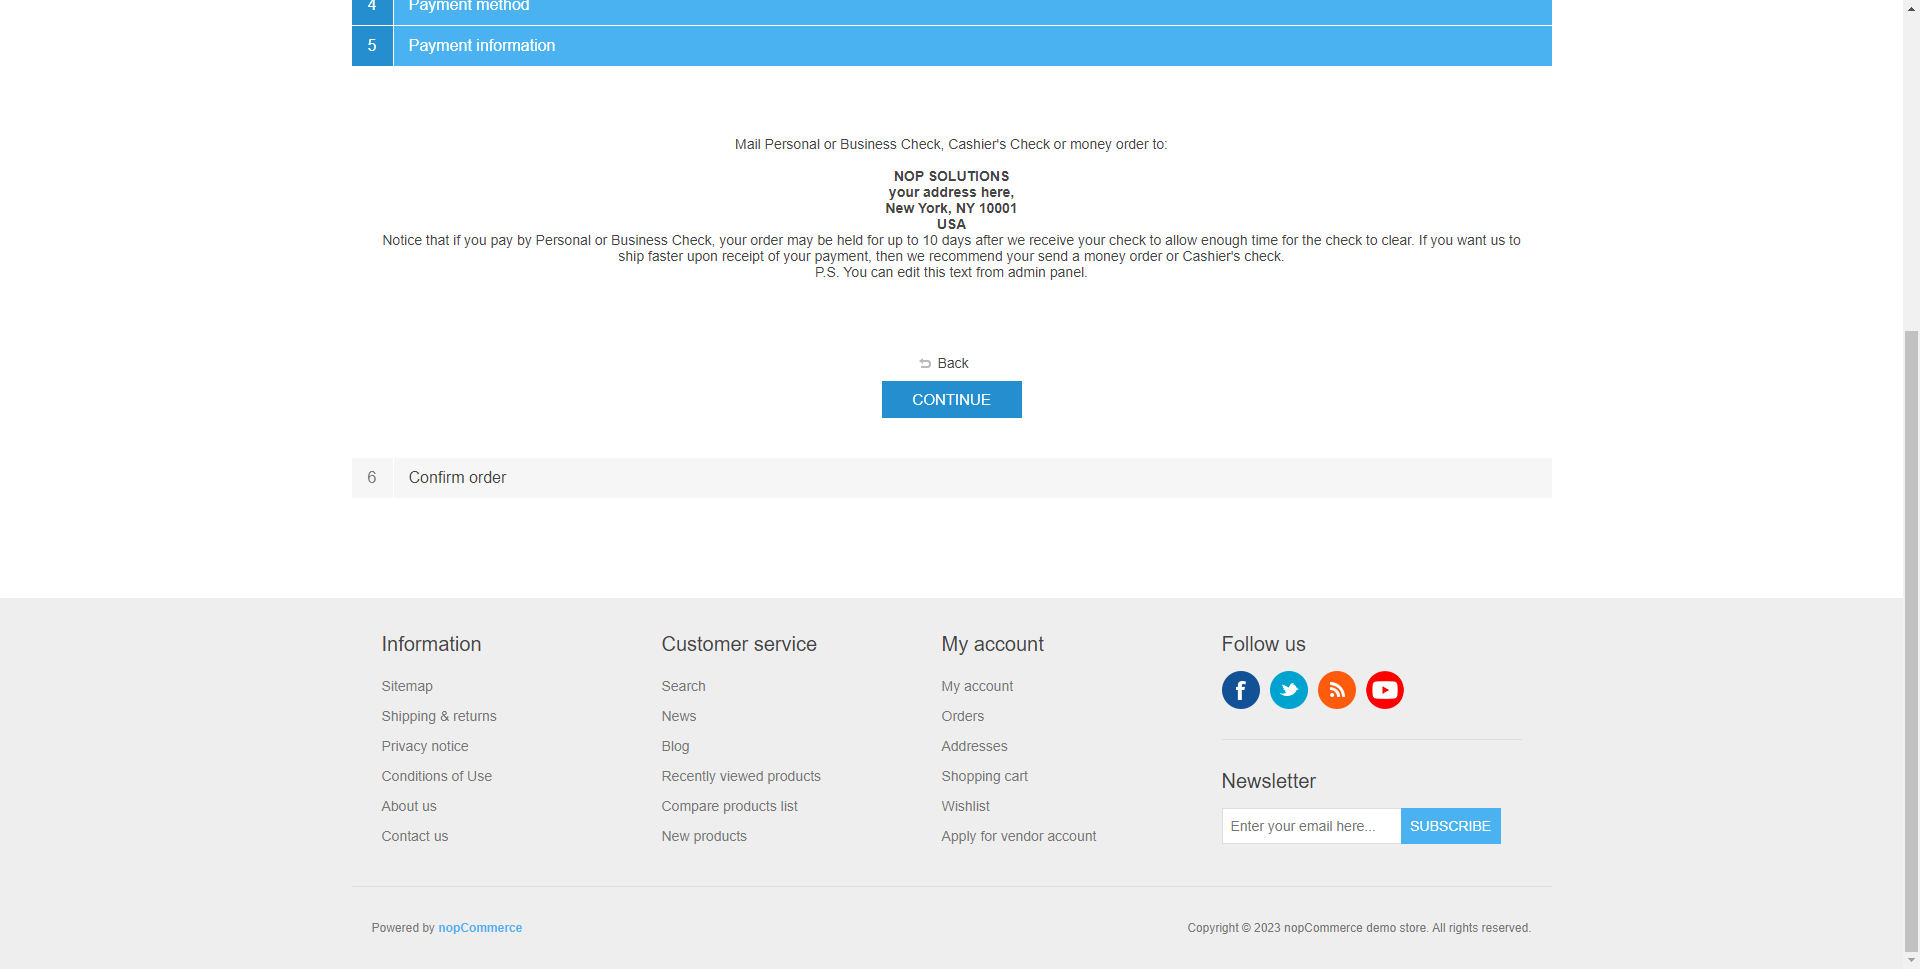 4 Payment method
5 Payment information
Mail Personal or Business Check, Cashier's Check or money order to:
NOP SOLUTIONS
your address here,
New York, NY 10001
USA
Notice that if you pay by Personal or Business Check, your order may be held for up to 10 days after we receive your check to allow enough time for the check to clear. If you want us to
ship faster upon receipt of your payment, then we recommend your send a money order or Cashier's check.
P.S. You can edit this text from admin panel.
Back
CONTINUE
6 Confirm order
Information
Sitemap
Shipping & returns
Privacy notice
Conditions of Use
About us
Contact us
Customer service
Search
News
Blog
Recently viewed products
Compare products list
New products
My account
My account
Orders
Addresses
Shopping cart
Wishlist
Apply for vendor account
Follow us
Newsletter
Enter your email here... SUBSCRIBE
Powered by nopCommerce
Copyright © 2023 nopCommerce demo store. All rights reserved.